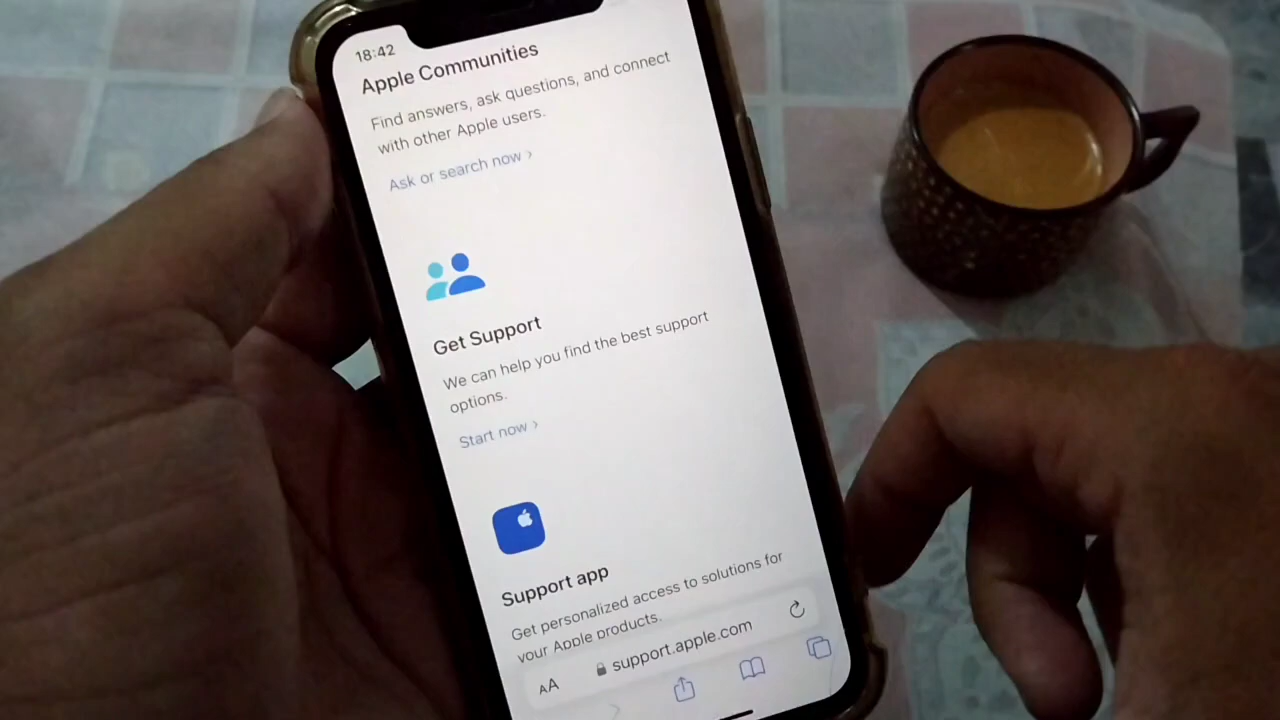 18:42
Apple Communities
Find answers, ask questions, and connect
with other Apple users.
Ask or search now ›
Get Support
We can help you find the best support
options.
Start now ›
Support app
Get personalized access to solutions for
your Apple products.
AA support.apple.com